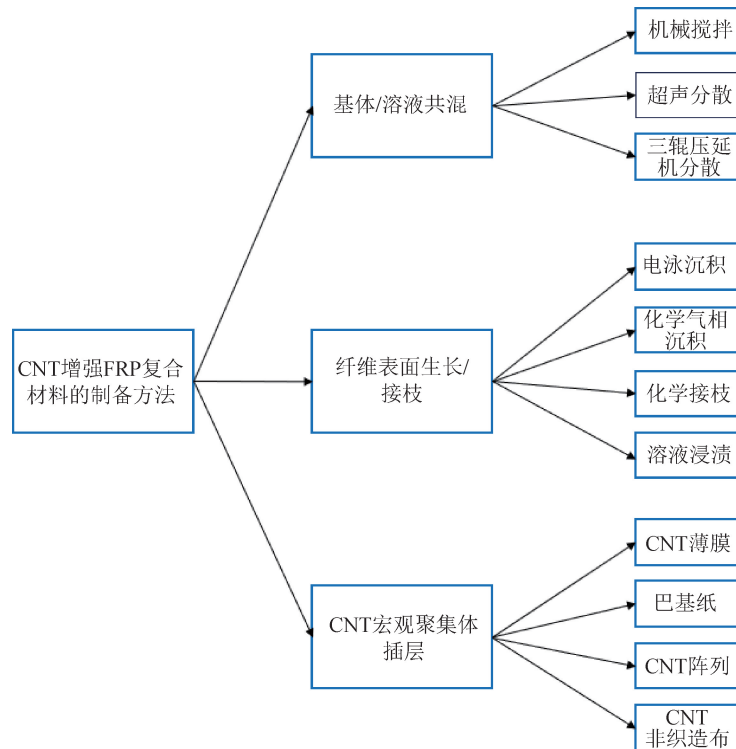 机械搅拌
基体/溶液共混
超声分散
三辊压延
机分散
电泳沉积
化学气相
沉积
CNT增强FRP复合
材料的制备方法
纤维表面生长/
接枝
化学接枝
溶液浸渍
CNT薄膜
CNT宏观聚集体
插层
巴基纸
CNT阵列
CNT
非织造布